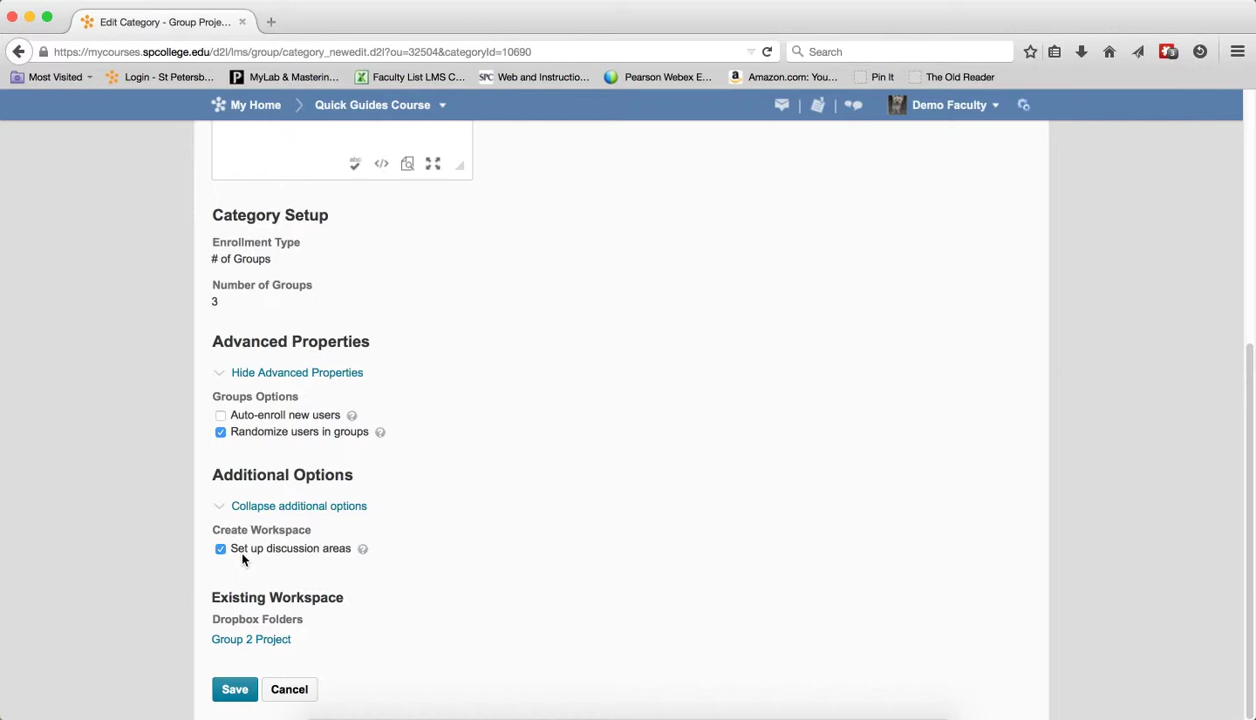 Edit Category - Group Proje...
https://mycourses.spcollege.edu/d2l/lms/group/category_newedit.d2l?ou=32504&categoryId=10690
Search
Most Visited
Login - St Petersb...
MyLab & Masterin...
Faculty List LMS C...
SPC Web and Instructio...
Pearson Webex E...
Amazon.com: You...
Pin It
The Old Reader
My Home
Quick Guides Course
Demo Faculty
Category Setup
Enrollment Type
# of Groups
Number of Groups
3
Advanced Properties
Hide Advanced Properties
Groups Options
Auto-enroll new users
Randomize users in groups
Additional Options
Collapse additional options
Create Workspace
Set up discussion areas
Existing Workspace
Dropbox Folders
Group 2 Project
Save Cancel